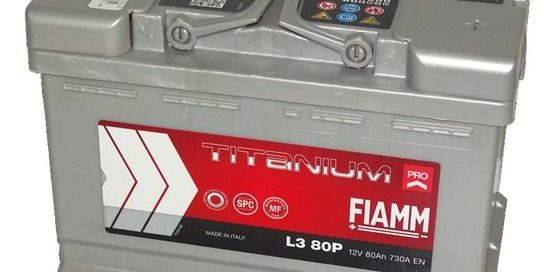 TITANIUM
PRO
SPC
MF
FIAMM
MADE IN ITALY
L3 80P 12V 80Ah 730A EN